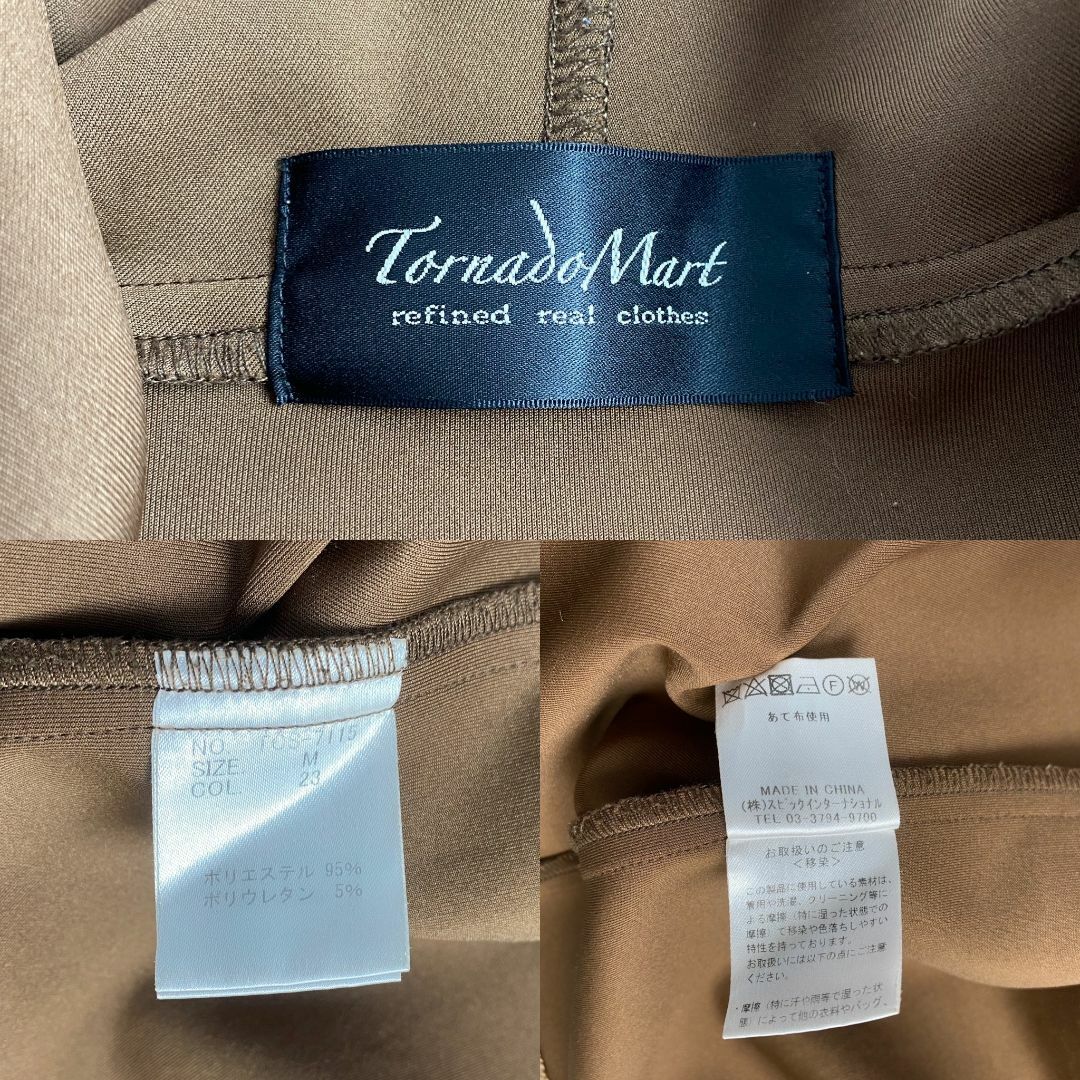 TornadoMart
refined real clothes
NO.
SIZE. M
COL. 23
ポリエステル 95%
ポリウレタン 5%
あて布使用
MADE IN CHINA
(株)スピックインターナショナル
TEL 03-3794-9700
お取扱いのご注意
<移染>
この製品に使用している素材は、
着用や洗濯、クリーニング等に
よる摩擦(特に湿った状態での
摩擦)て移染や色落ちしやすい
特性を持っております。
お取扱いには以下の点にご注意
ください。
・摩擦(特に汗や雨等で湿った状
態)によって他の衣料やバッグ、